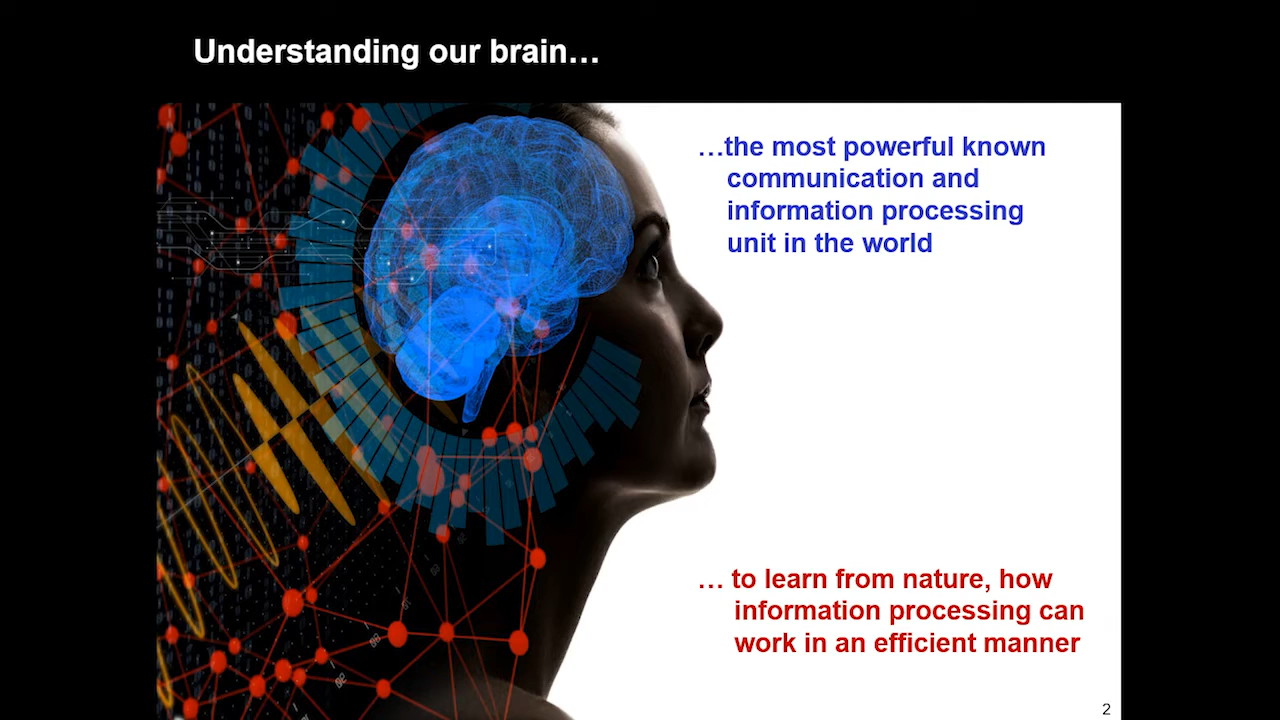 Understanding our brain…
…the most powerful known
communication and
information processing
unit in the world
… to learn from nature, how
information processing can
work in an efficient manner
2